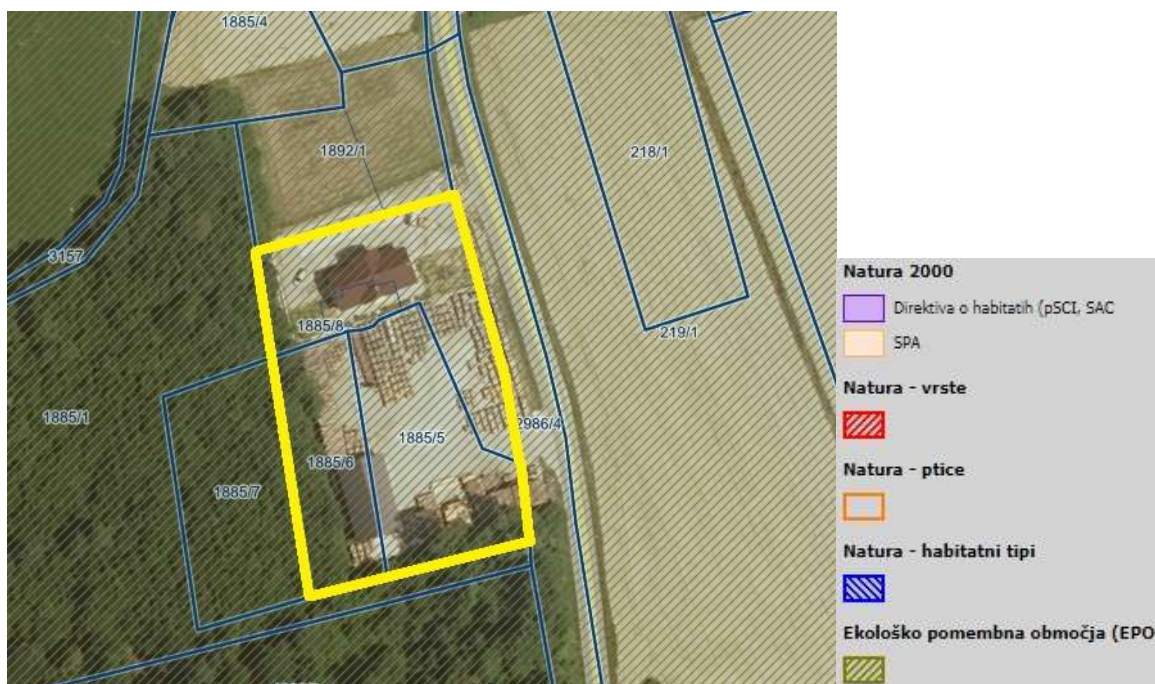 1885/4
1892/1
218/1
3157
1885/8
219/1
1885/1
1885/5
2986/4
1885/6
1885/7
Natura 2000
Direktiva o habitatih (pSCI, SAC
SPA
Natura - vrste
Natura - ptice
Natura - habitatni tipi
Ekološko pomembna območja (EPO